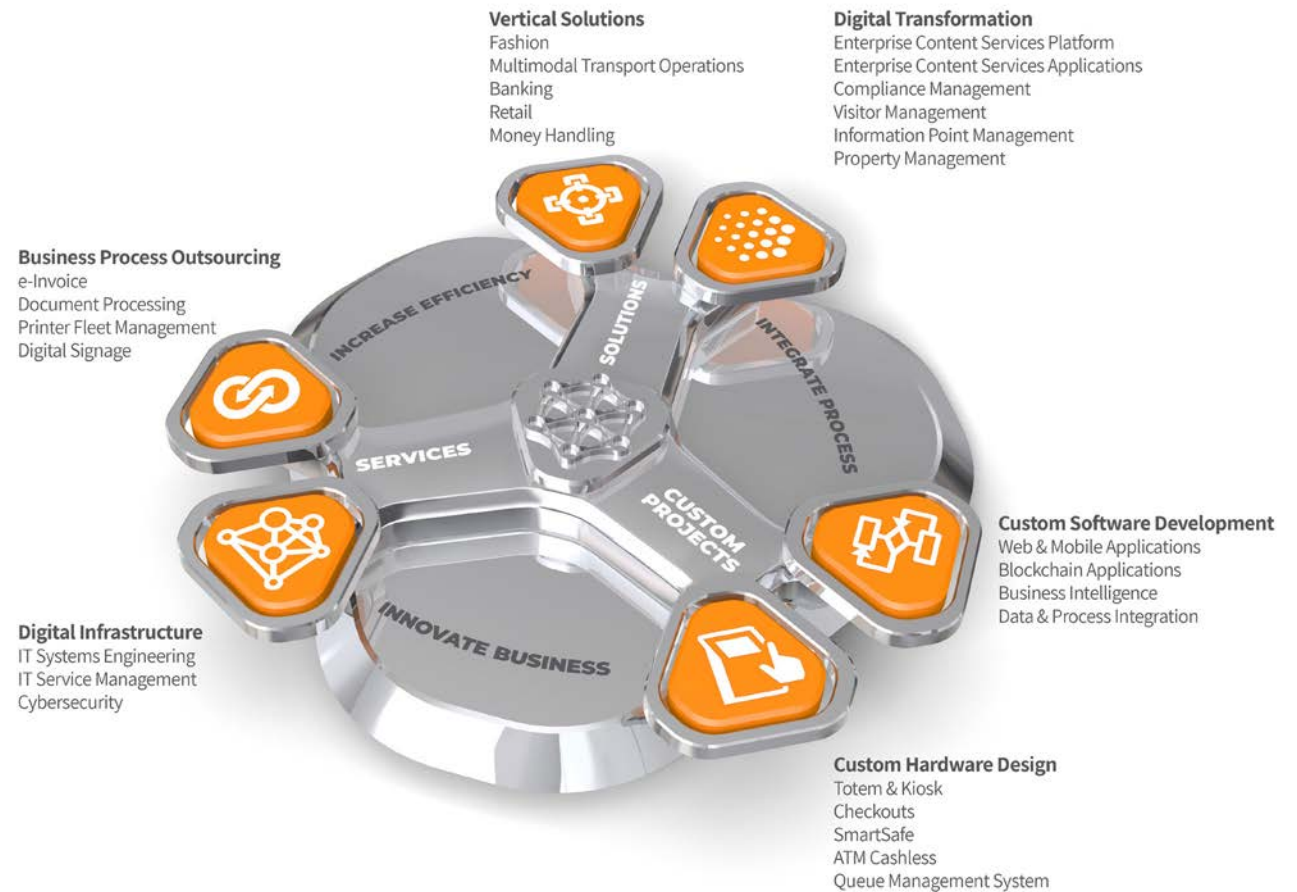 Vertical Solutions
Fashion
Multimodal Transport Operations
Banking
Retail
Money Handling
Digital Transformation
Enterprise Content Services Platform
Enterprise Content Services Applications
Compliance Management
Visitor Management
Information Point Management
Property Management
Business Process Outsourcing
e-Invoice
Document Processing
Printer Fleet Management
Digital Signage
INCREASE EFFICIENCY
SOLUTIONS
INTEGRATE PROCESS
SERVICES
CUSTOM
PROJECTS
INNOVATE BUSINESS
Custom Software Development
Web & Mobile Applications
Blockchain Applications
Business Intelligence
Data & Process Integration
Digital Infrastructure
IT Systems Engineering
IT Service Management
Cybersecurity
Custom Hardware Design
Totem & Kiosk
Checkouts
SmartSafe
ATM Cashless
Queue Management System